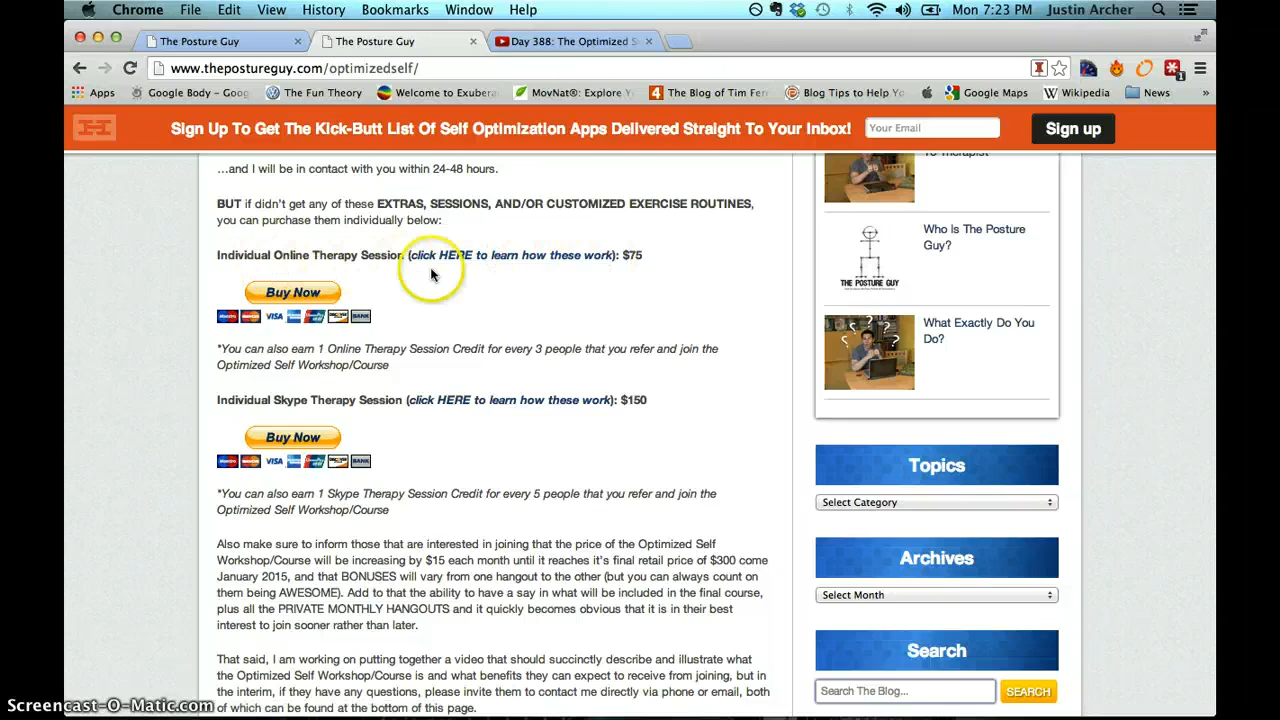 Chrome File Edit View History Bookmarks Window Help Mon 7:23 PM Justin Archer
The Posture Guy The Posture Guy Day 388: The Optimized S
www.thepostureguy.com/optimizedself/
Apps Google Body - Goog The Fun Theory Welcome to Exubera MovNat®: Explore Y The Blog of Tim Ferr Blog Tips to Help Yo Google Maps Wikipedia News »
Sign Up To Get The Kick-Butt List Of Self Optimization Apps Delivered Straight To Your Inbox! Your Email Sign up
…and I will be in contact with you within 24-48 hours.
BUT if didn't get any of these EXTRAS, SESSIONS, AND/OR CUSTOMIZED EXERCISE ROUTINES,
you can purchase them individually below:
Individual Online Therapy Session (click HERE to learn how these work): $75
Buy Now
VISA DISCOVER BANK
*You can also earn 1 Online Therapy Session Credit for every 3 people that you refer and join the
Optimized Self Workshop/Course
Individual Skype Therapy Session (click HERE to learn how these work): $150
Buy Now
VISA DISCOVER BANK
*You can also earn 1 Skype Therapy Session Credit for every 5 people that you refer and join the
Optimized Self Workshop/Course
Also make sure to inform those that are interested in joining that the price of the Optimized Self
Workshop/Course will be increasing by $15 each month until it reaches it's final retail price of $300 come
January 2015, and that BONUSES will vary from one hangout to the other (but you can always count on
them being AWESOME). Add to that the ability to have a say in what will be included in the final course,
plus all the PRIVATE MONTHLY HANGOUTS and it quickly becomes obvious that it is in their best
interest to join sooner rather than later.
That said, I am working on putting together a video that should succinctly describe and illustrate what
the Optimized Self Workshop/Course is and what benefits they can expect to receive from joining, but in
the interim, if they have any questions, please invite them to contact me directly via phone or email, both
of which can be found at the bottom of this page.
To Therapist
Who Is The Posture
Guy?
THE POSTURE GUY
What Exactly Do You
Do?
Topics
Select Category
Archives
Select Month
Search
Search The Blog... SEARCH
Screencast-O-Matic.com